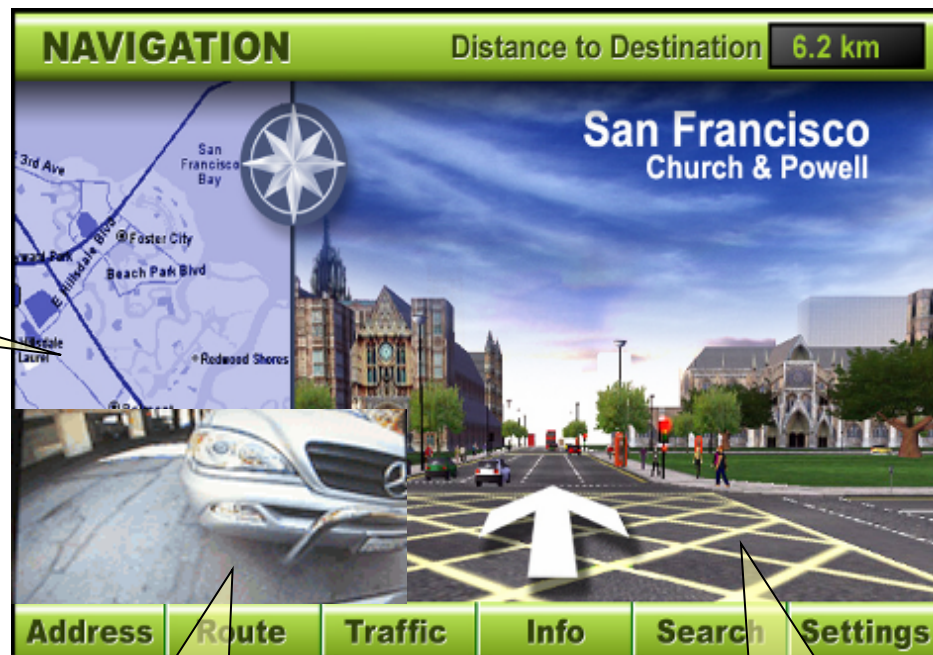 NAVIGATION
Distance to Destination
6.2 km
San Francisco
Church & Powell
San
Francisco
Bay
3rd Ave
Foster City
E Hillsdale Blvd
Beach Park Blvd
Redwood Shores
Laurel
Address
Route
Traffic
Info
Search
Settings